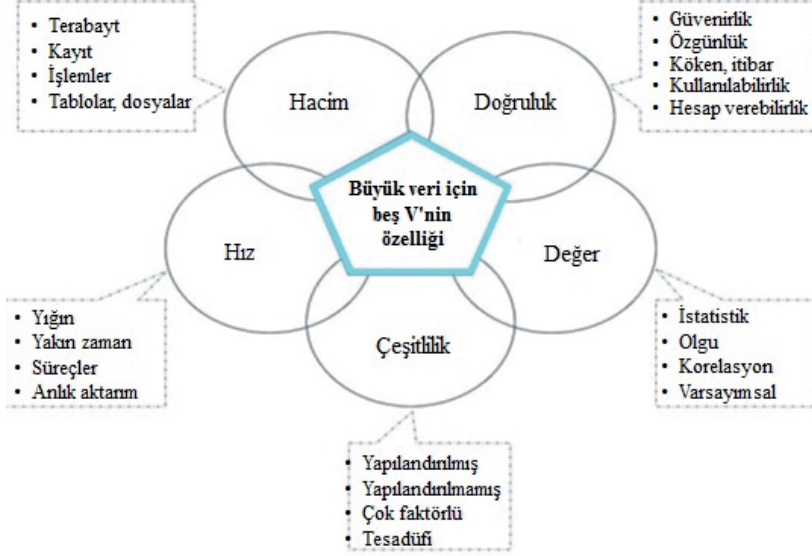 • Terabayt
• Kayıt
• İşlemler
• Tablolar, dosyalar
Hacim
Doğruluk
• Güvenirlik
• Özgünlük
• Köken, itibar
• Kullanılabilirlik
• Hesap verebilirlik
Büyük veri için
beş V'nin
özelliği
Hız
Değer
Çeşitlilik
• Yığın
• Yakın zaman
• Süreçler
• Anlık aktarım
• İstatistik
• Olgu
• Korelasyon
• Varsayımsal
• Yapılandırılmış
• Yapılandırılmamış
• Çok faktörlü
• Tesadüfi